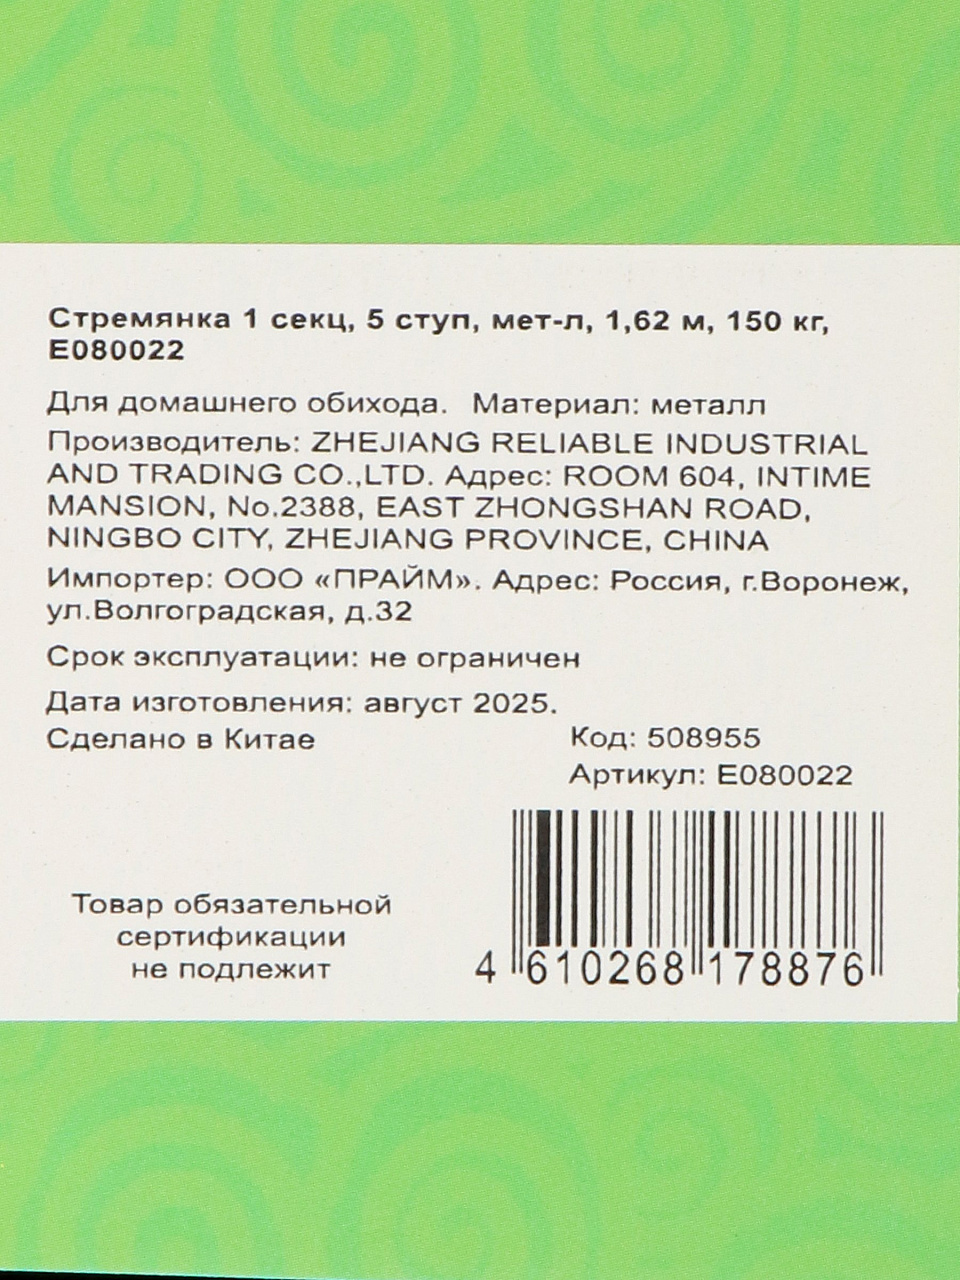 Стремянка 1 секц, 5 ступ, мет-л, 1,62 м, 150 кг,
Е080022
Для домашнего обихода. Материал: металл
Производитель: ZHEJIANG RELIABLE INDUSTRIAL
AND TRADING CO.,LTD. Адрес: ROOM 604, INTIME
MANSION, No.2388, EAST ZHONGSHAN ROAD,
NINGBO CITY, ZHEJIANG PROVINCE, CHINA
Импортер: ООО «ПРАЙМ». Адрес: Россия, г.Воронеж,
ул.Волгоградская, д.32
Срок эксплуатации: не ограничен
Дата изготовления: август 2025.
Сделано в Китае
Код: 508955
Артикул: Е080022
Товар обязательной
сертификации
не подлежит
4 610268 178876